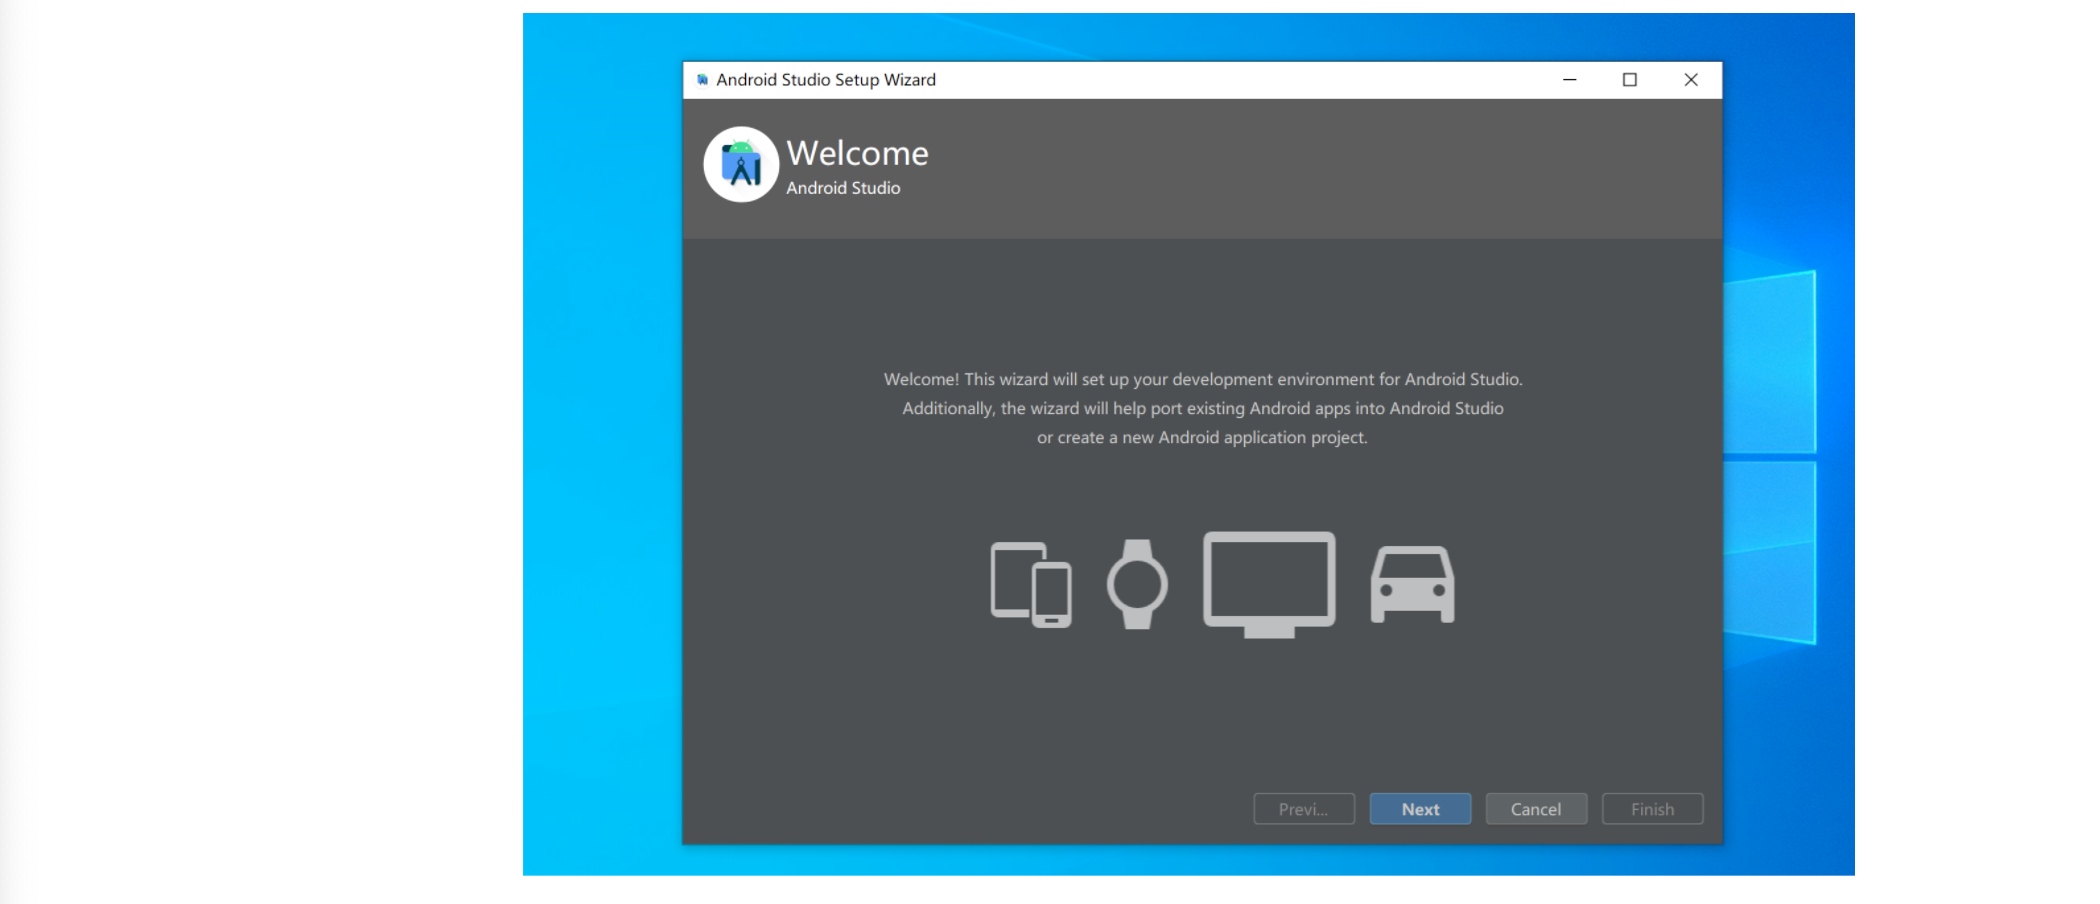 Android Studio Setup Wizard
Welcome
Android Studio
Welcome! This wizard will set up your development environment for Android Studio.
Additionally, the wizard will help port existing Android apps into Android Studio
or create a new Android application project.
Previ... Next Cancel Finish